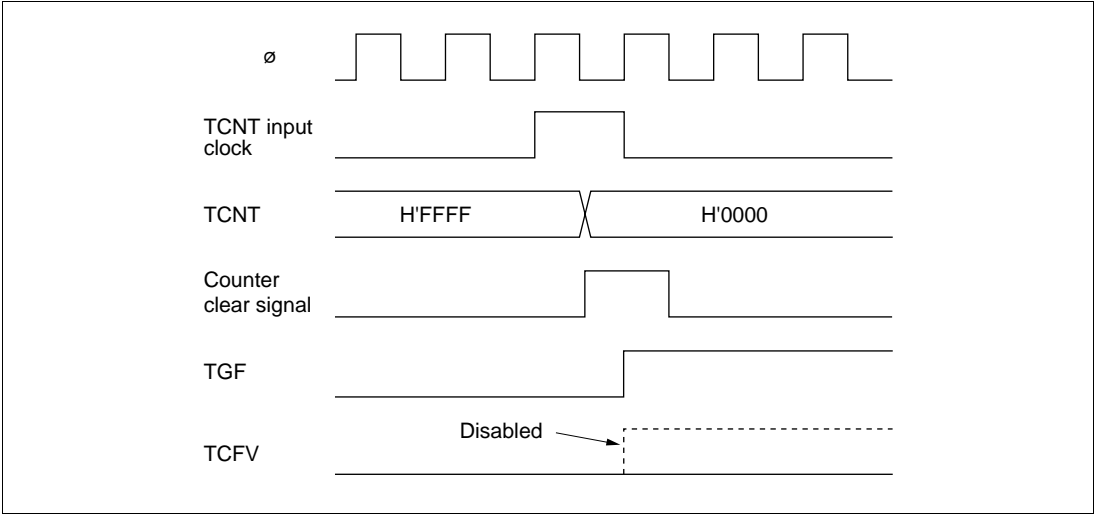 ø
TCNT input
clock
TCNT
H'FFFF
H'0000
Counter
clear signal
TGF
Disabled
TCFV